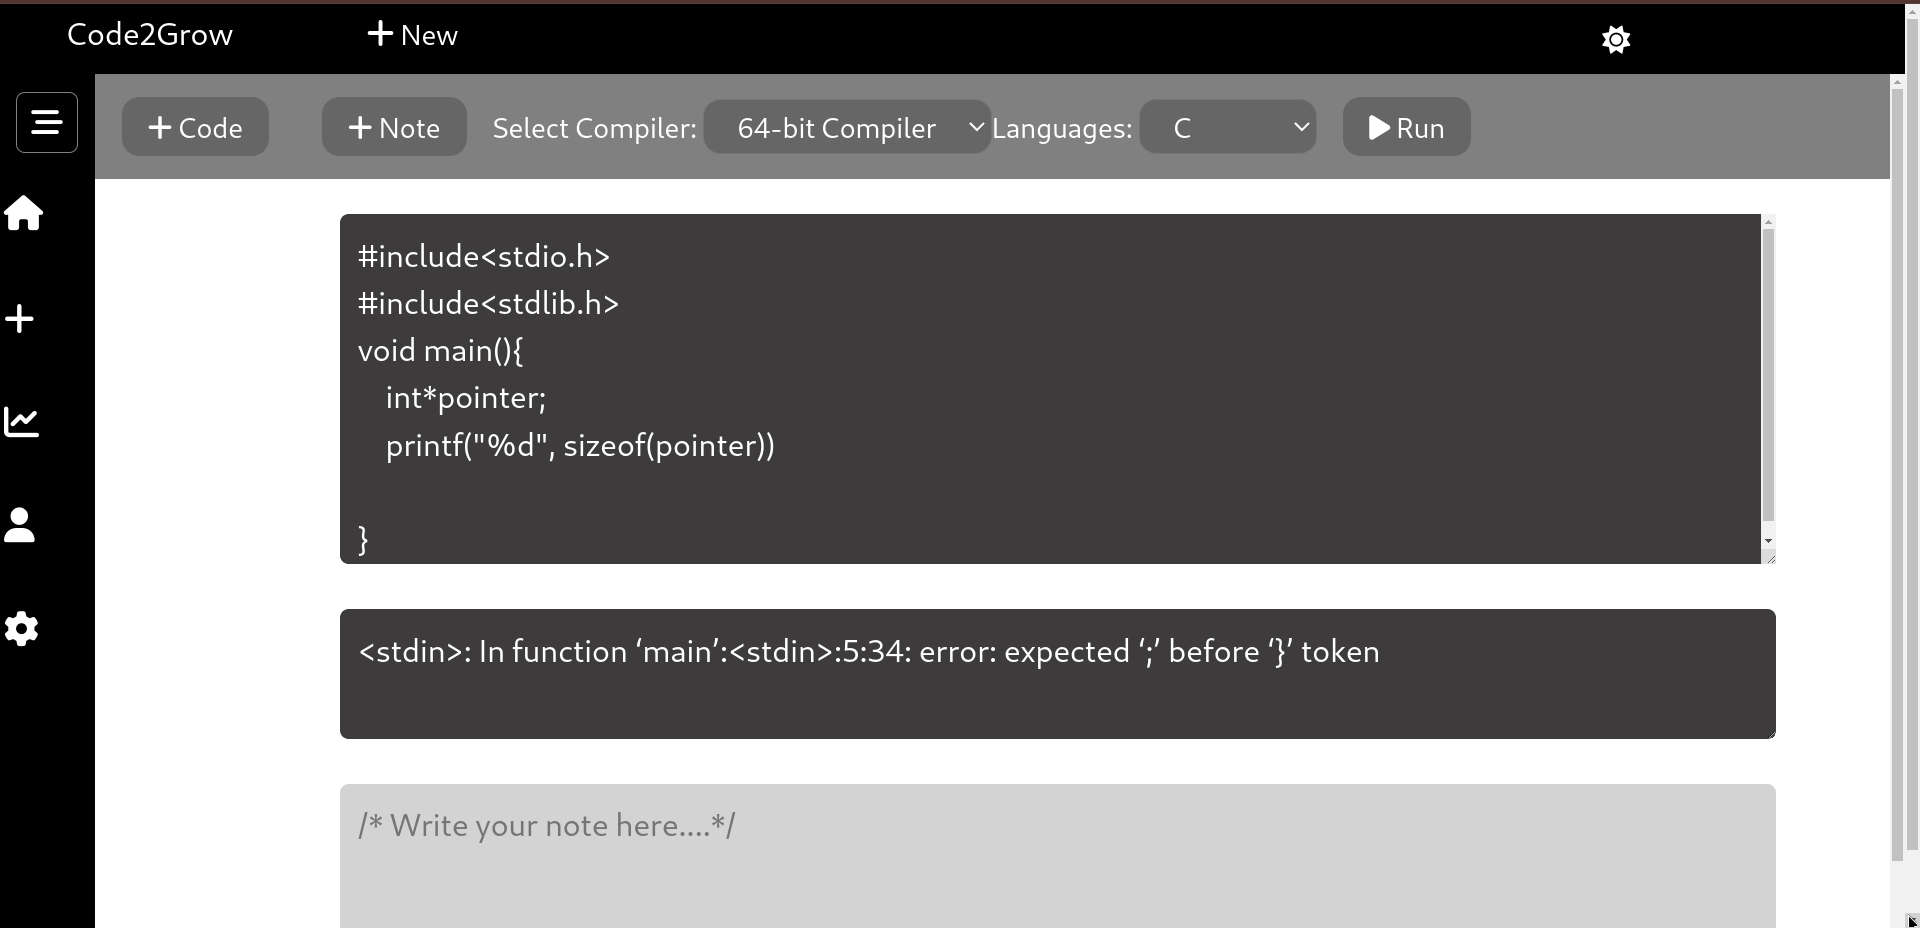 Code2Grow
+ New
+ Code
+ Note
Select Compiler:
64-bit Compiler
Languages:
C
Run
#include<stdio.h>
#include<stdlib.h>
void main(){
    int*pointer;
    printf("%d", sizeof(pointer))
}
<stdin>: In function ‘main’:<stdin>:5:34: error: expected ‘;’ before ‘}’ token
/* Write your note here....*/